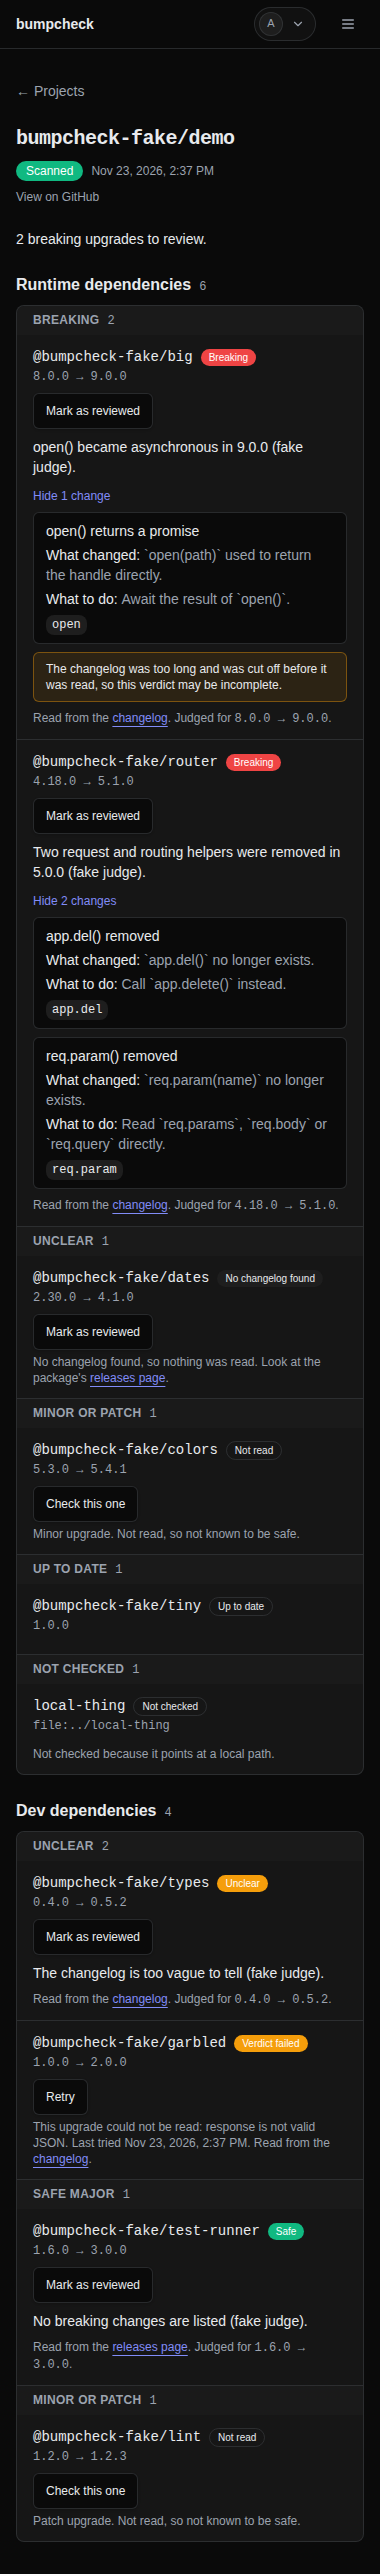 bumpcheck
A
← Projects
bumpcheck-fake/demo
Scanned Nov 23, 2026, 2:37 PM
View on GitHub
2 breaking upgrades to review.
Runtime dependencies 6
BREAKING 2
@bumpcheck-fake/big Breaking
8.0.0 → 9.0.0
Mark as reviewed
open() became asynchronous in 9.0.0 (fake
judge).
Hide 1 change
open() returns a promise
What changed: `open(path)` used to return
the handle directly.
What to do: Await the result of `open()`.
open
The changelog was too long and was cut off before it
was read, so this verdict may be incomplete.
Read from the changelog. Judged for 8.0.0 → 9.0.0.
@bumpcheck-fake/router Breaking
4.18.0 → 5.1.0
Mark as reviewed
Two request and routing helpers were removed in
5.0.0 (fake judge).
Hide 2 changes
app.del() removed
What changed: `app.del()` no longer exists.
What to do: Call `app.delete()` instead.
app.del
req.param() removed
What changed: `req.param(name)` no longer
exists.
What to do: Read `req.params`, `req.body` or
`req.query` directly.
req.param
Read from the changelog. Judged for 4.18.0 → 5.1.0.
UNCLEAR 1
@bumpcheck-fake/dates No changelog found
2.30.0 → 4.1.0
Mark as reviewed
No changelog found, so nothing was read. Look at the
package's releases page.
MINOR OR PATCH 1
@bumpcheck-fake/colors Not read
5.3.0 → 5.4.1
Check this one
Minor upgrade. Not read, so not known to be safe.
UP TO DATE 1
@bumpcheck-fake/tiny Up to date
1.0.0
NOT CHECKED 1
local-thing Not checked
file:../local-thing
Not checked because it points at a local path.
Dev dependencies 4
UNCLEAR 2
@bumpcheck-fake/types Unclear
0.4.0 → 0.5.2
Mark as reviewed
The changelog is too vague to tell (fake judge).
Read from the changelog. Judged for 0.4.0 → 0.5.2.
@bumpcheck-fake/garbled Verdict failed
1.0.0 → 2.0.0
Retry
This upgrade could not be read: response is not valid
JSON. Last tried Nov 23, 2026, 2:37 PM. Read from the
changelog.
SAFE MAJOR 1
@bumpcheck-fake/test-runner Safe
1.6.0 → 3.0.0
Mark as reviewed
No breaking changes are listed (fake judge).
Read from the releases page. Judged for 1.6.0 →
3.0.0.
MINOR OR PATCH 1
@bumpcheck-fake/lint Not read
1.2.0 → 1.2.3
Check this one
Patch upgrade. Not read, so not known to be safe.